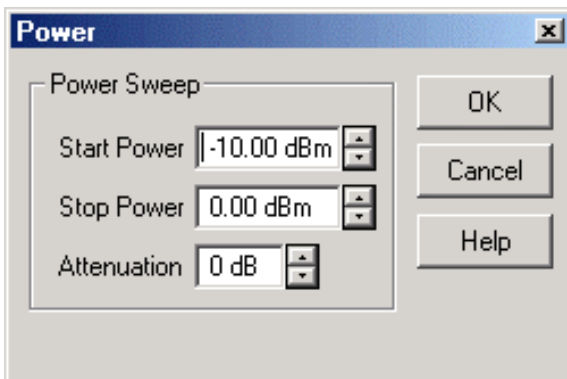 Power
Power Sweep
Start Power -10.00 dBm
Stop Power 0.00 dBm
Attenuation 0 dB
OK
Cancel
Help